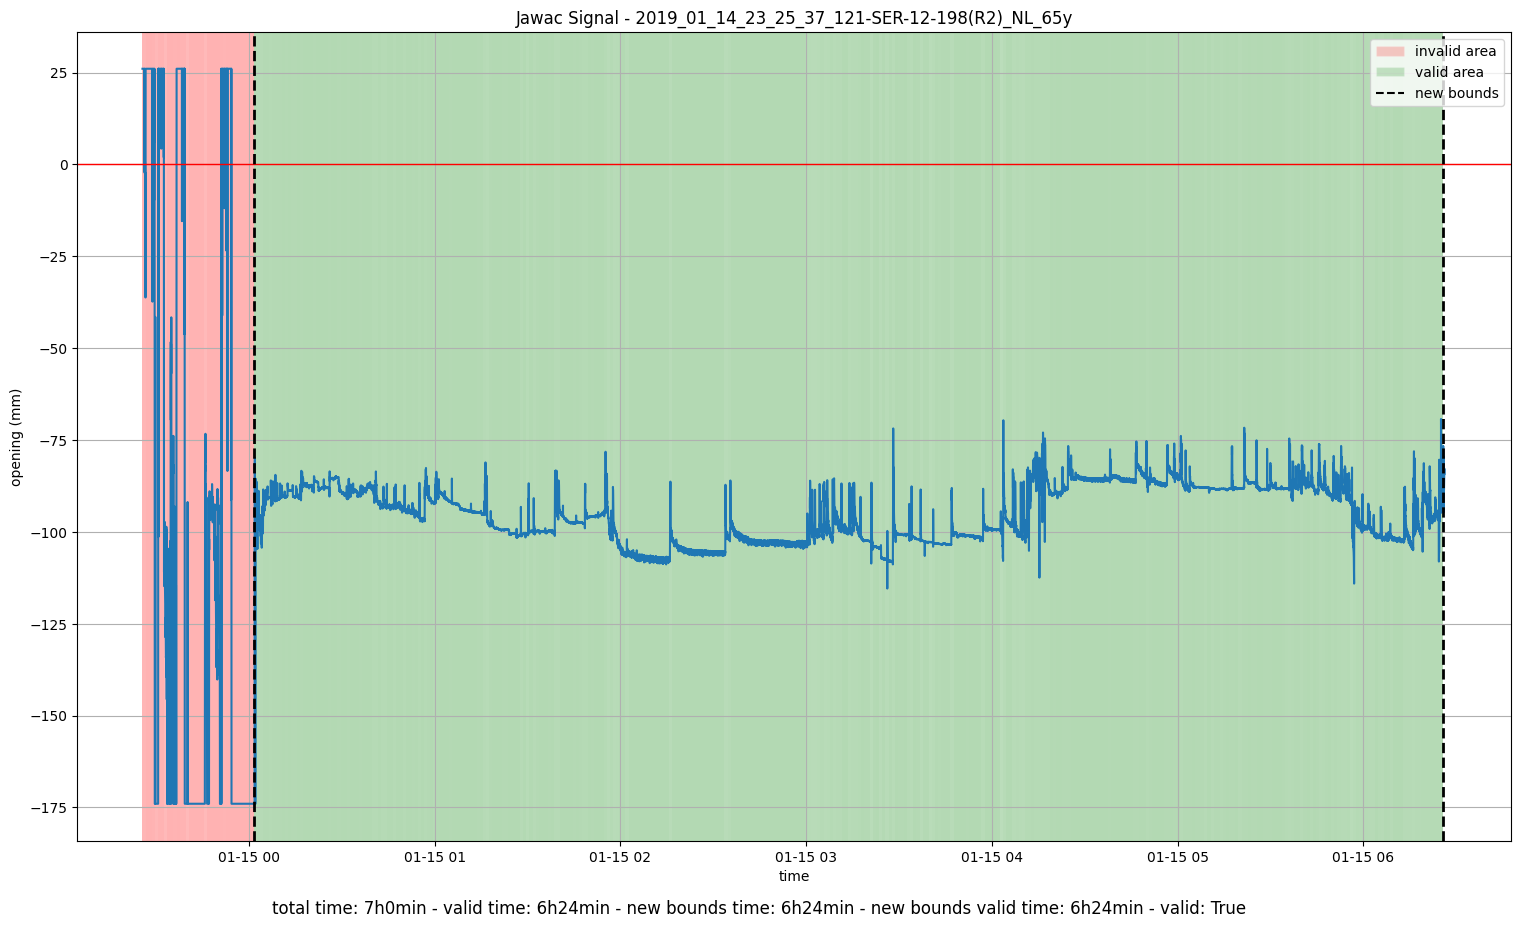 Jawac Signal - 2019_01_14_23_25_37_121-SER-12-198(R2)_NL_65y
invalid area
valid area
new bounds
25
0
−25
−50
−75
−100
−125
−150
−175
opening (mm)
01-15 00 01-15 01 01-15 02 01-15 03 01-15 04 01-15 05 01-15 06
time
total time: 7h0min - valid time: 6h24min - new bounds time: 6h24min - new bounds valid time: 6h24min - valid: True